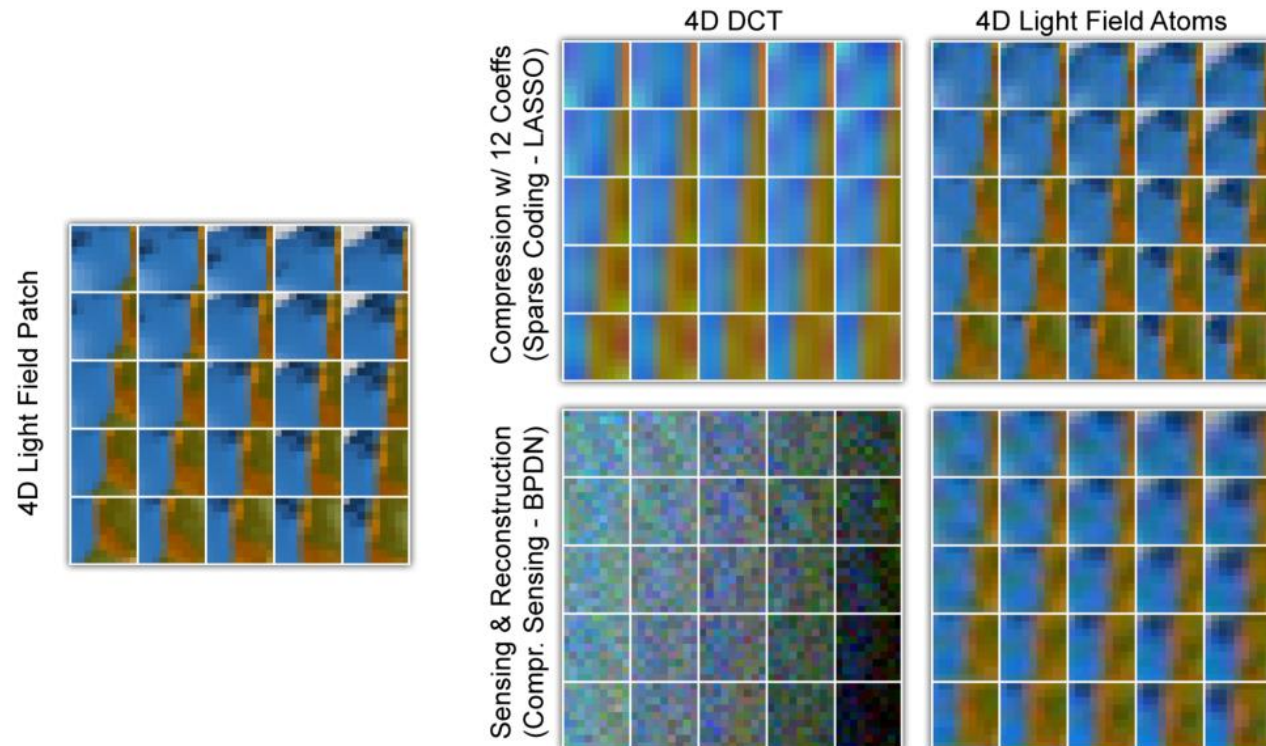 4D DCT
4D Light Field Atoms
4D Light Field Patch
Compression w/ 12 Coeffs
(Sparse Coding - LASSO)
Sensing & Reconstruction
(Compr. Sensing - BPDN)